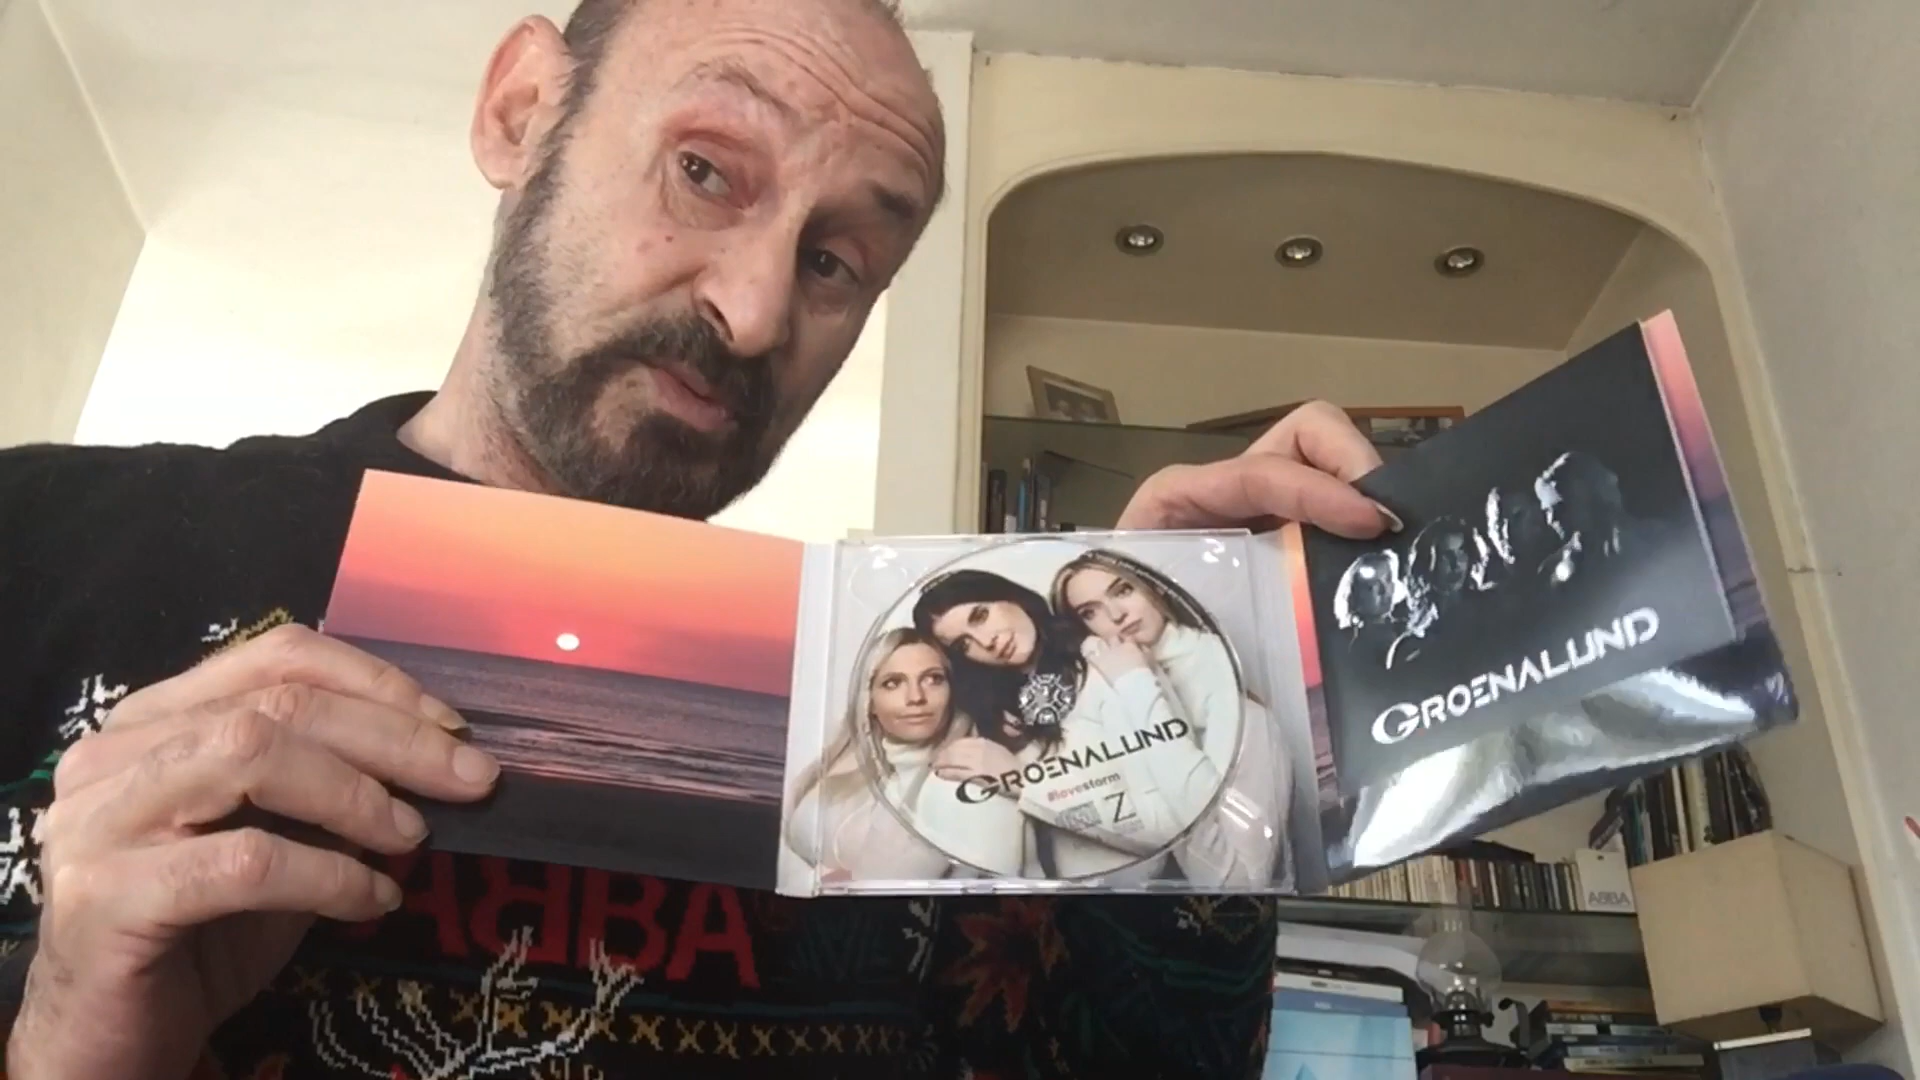 GROENALUND
#lovestorm
Z
GROENALUND
ABBA
ABBA